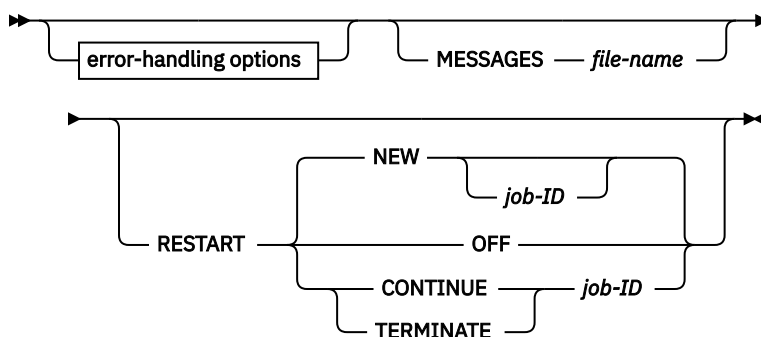 error-handling options MESSAGES file-name
NEW
job-ID
RESTART OFF
CONTINUE job-ID
TERMINATE